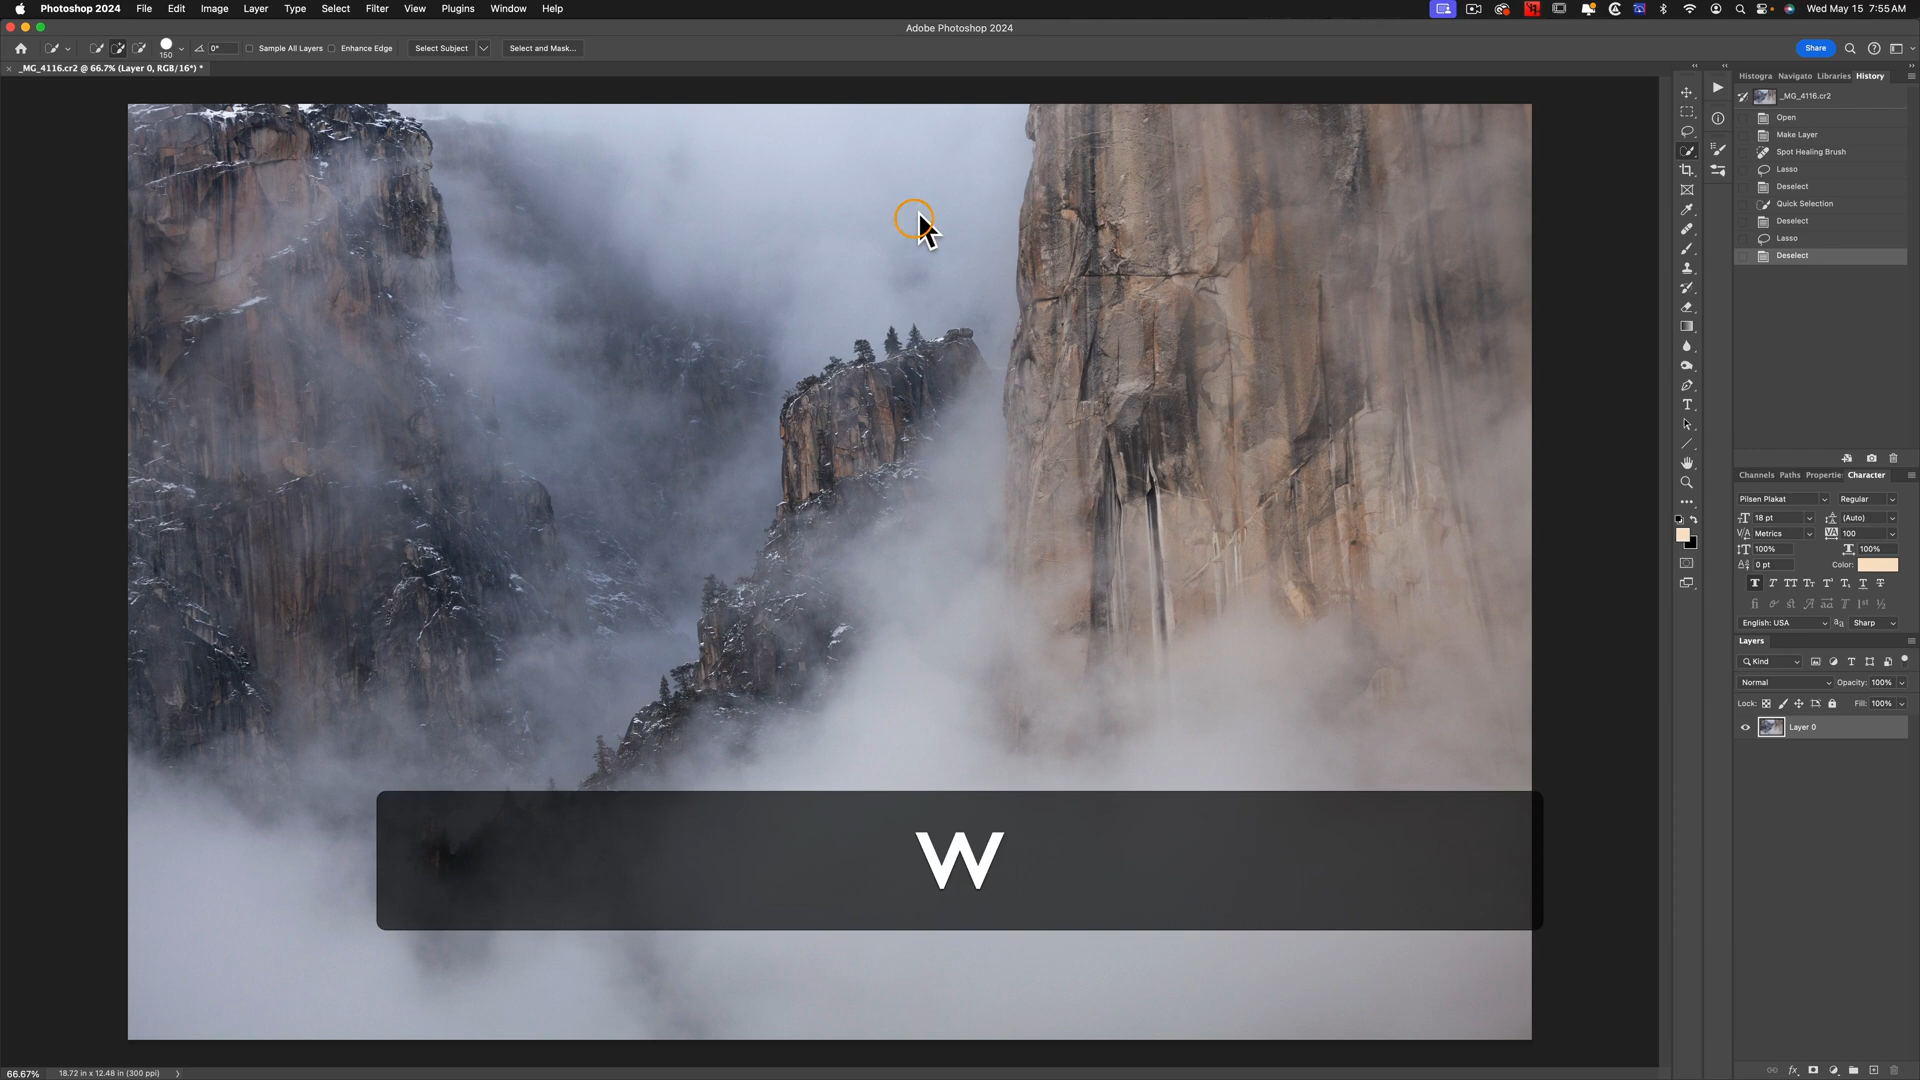 Photoshop 2024 File Edit Image Layer Type Select Filter View Plugins Window Help Wed May 15 7:55 AM
Adobe Photoshop 2024
150 0° Sample All Layers Enhance Edge Select Subject Select and Mask... Share
× _MG_4116.cr2 @ 66.7% (Layer 0, RGB/16*) *
Histogra Navigato Libraries History
_MG_4116.cr2
Open
Make Layer
Spot Healing Brush
Lasso
Deselect
Quick Selection
Deselect
Lasso
Deselect
Channels Paths Propertie Character
Pilsen Plakat Regular
18 pt (Auto)
Metrics 100
100% 100%
0 pt Color:
English: USA Sharp
Layers
Kind
Normal Opacity: 100%
Lock: Fill: 100%
Layer 0
W
66.67% 18.72 in x 12.48 in (300 ppi)